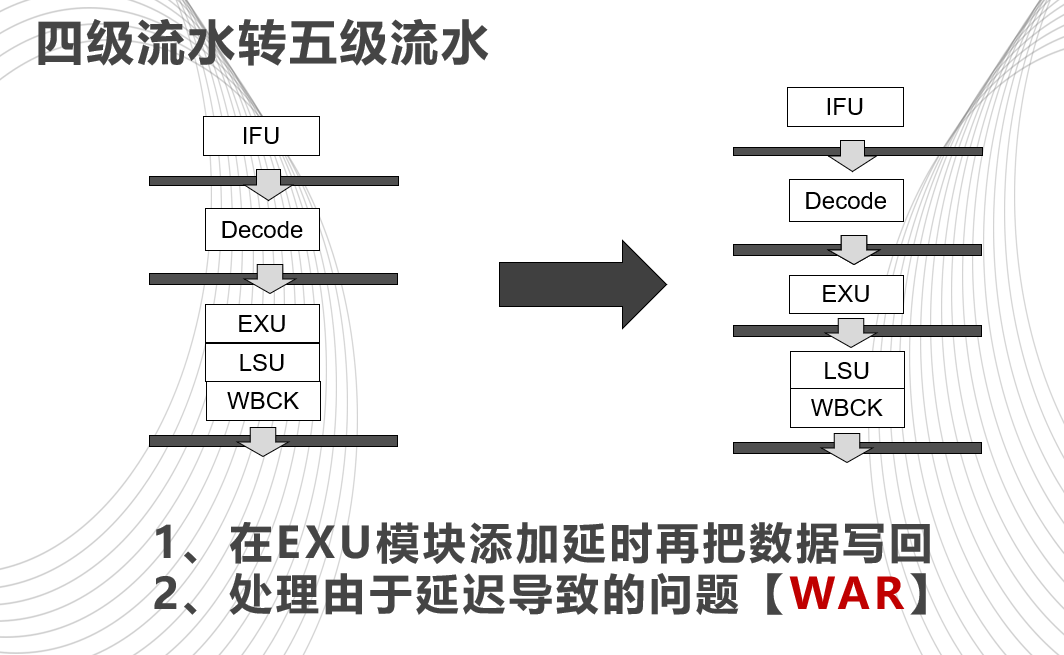 四级流水转五级流水
IFU
Decode
EXU
LSU
WBCK
IFU
Decode
EXU
LSU
WBCK
1、在EXU模块添加延时再把数据写回
2、处理由于延迟导致的问题【WAR】